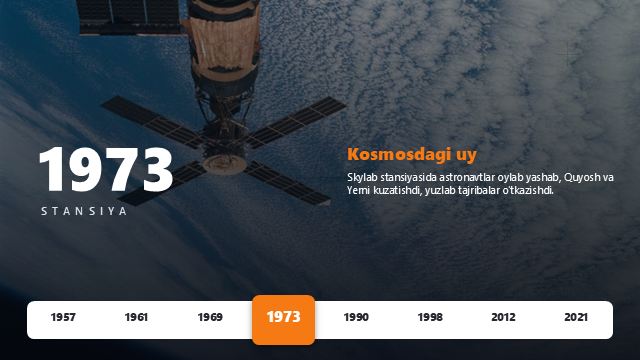 1973
STANSIYA
Kosmosdagi uy
Skylab stansiyasida astronavtlar oylab yashab, Quyosh va
Yerni kuzatishdi, yuzlab tajribalar o'tkazishdi.
1957 1961 1969 1973 1990 1998 2012 2021